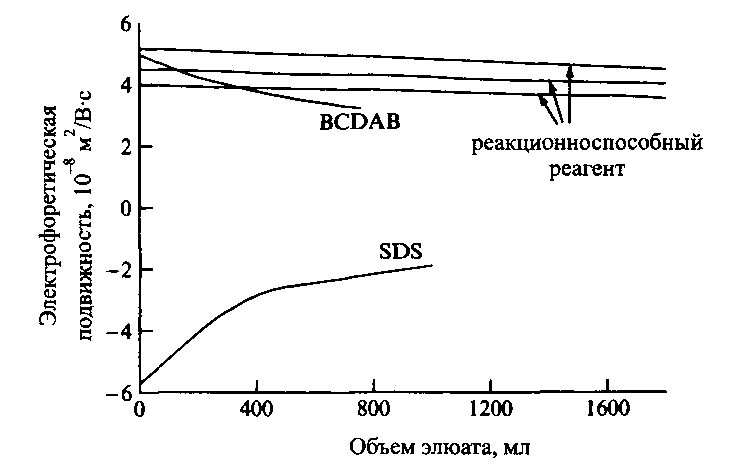 Электрофоретическая
подвижность, 10⁻⁸ м²/В·с
6
4
2
0
−2
−4
−6
BCDAB
реакционноспособный
реагент
SDS
0
400
800
1200
1600
Объем элюата, мл